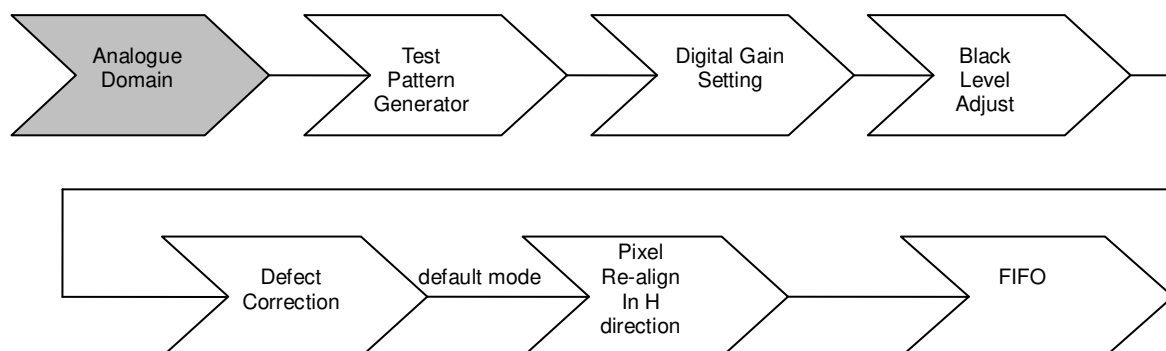 Analogue
Domain
Test
Pattern
Generator
Digital Gain
Setting
Black
Level
Adjust
Defect
Correction
default mode
Pixel
Re-align
In H
direction
FIFO